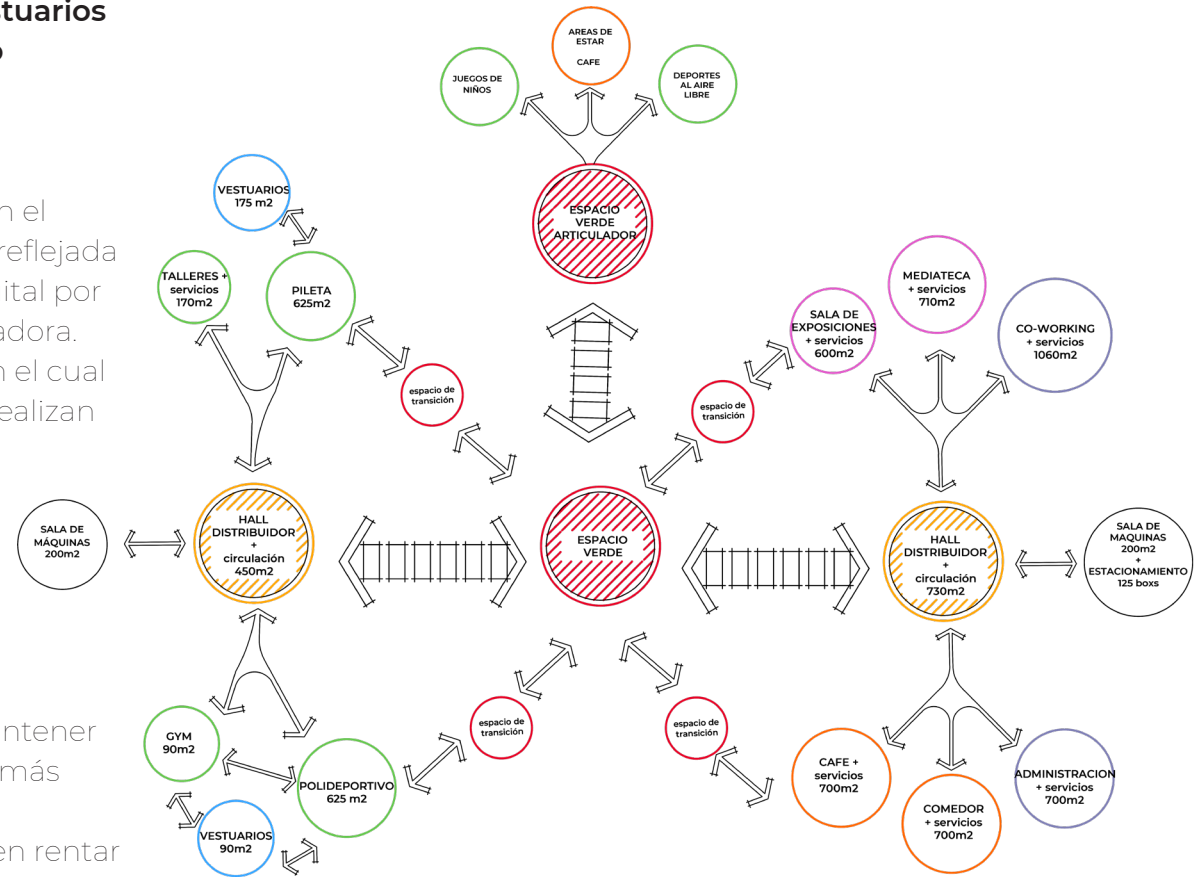 stuarios
n el
reflejada
ital por
adora.
n el cual
ealizan
ntener
más
en rentar
AREAS DE
ESTAR
CAFE
JUEGOS DE
NIÑOS
DEPORTES
AL AIRE
LIBRE
ESPACIO
VERDE
ARTICULADOR
VESTUARIOS
175 m2
TALLERES +
servicios
170m2
PILETA
625m2
espacio de
transición
MEDIATECA
+ servicios
710m2
SALA DE
EXPOSICIONES
+ servicios
600m2
CO-WORKING
+ servicios
1060m2
espacio de
transición
SALA DE
MÁQUINAS
200m2
HALL
DISTRIBUIDOR
+
circulación
450m2
ESPACIO
VERDE
HALL
DISTRIBUIDOR
+
circulación
730m2
SALA DE
MAQUINAS
200m2
+
ESTACIONAMIENTO
125 boxs
GYM
90m2
POLIDEPORTIVO
625 m2
VESTUARIOS
90m2
espacio de
transición
espacio de
transición
CAFE +
servicios
700m2
COMEDOR
+ servicios
700m2
ADMINISTRACION
+ servicios
700m2